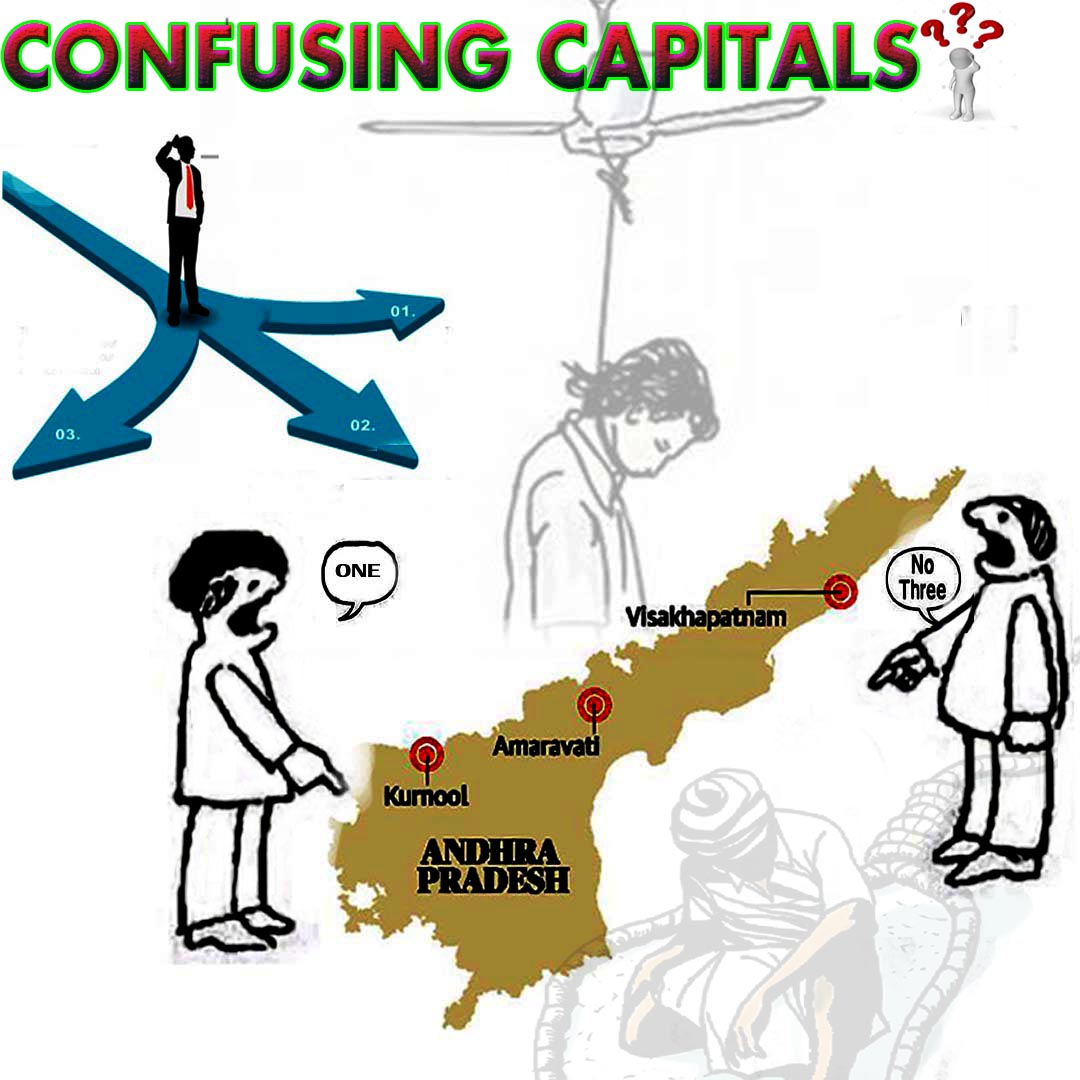 CONFUSING CAPITALS
???
01.
02.
03.
ONE
No
Three
Visakhapatnam
Amaravati
Kurnool
ANDHRA
PRADESH